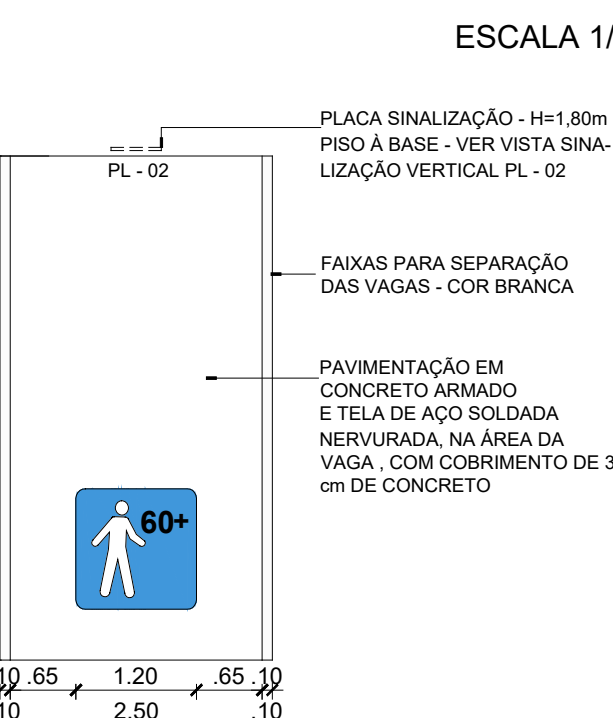 ESCALA 1/
PLACA SINALIZAÇÃO - H=1,80m
PISO À BASE - VER VISTA SINA-
LIZAÇÃO VERTICAL PL - 02
PL - 02
FAIXAS PARA SEPARAÇÃO
DAS VAGAS - COR BRANCA
PAVIMENTAÇÃO EM
CONCRETO ARMADO
E TELA DE AÇO SOLDADA
NERVURADA, NA ÁREA DA
VAGA , COM COBRIMENTO DE 3
cm DE CONCRETO
60+
10 .65 1.20 .65 .10
10 2.50 .10